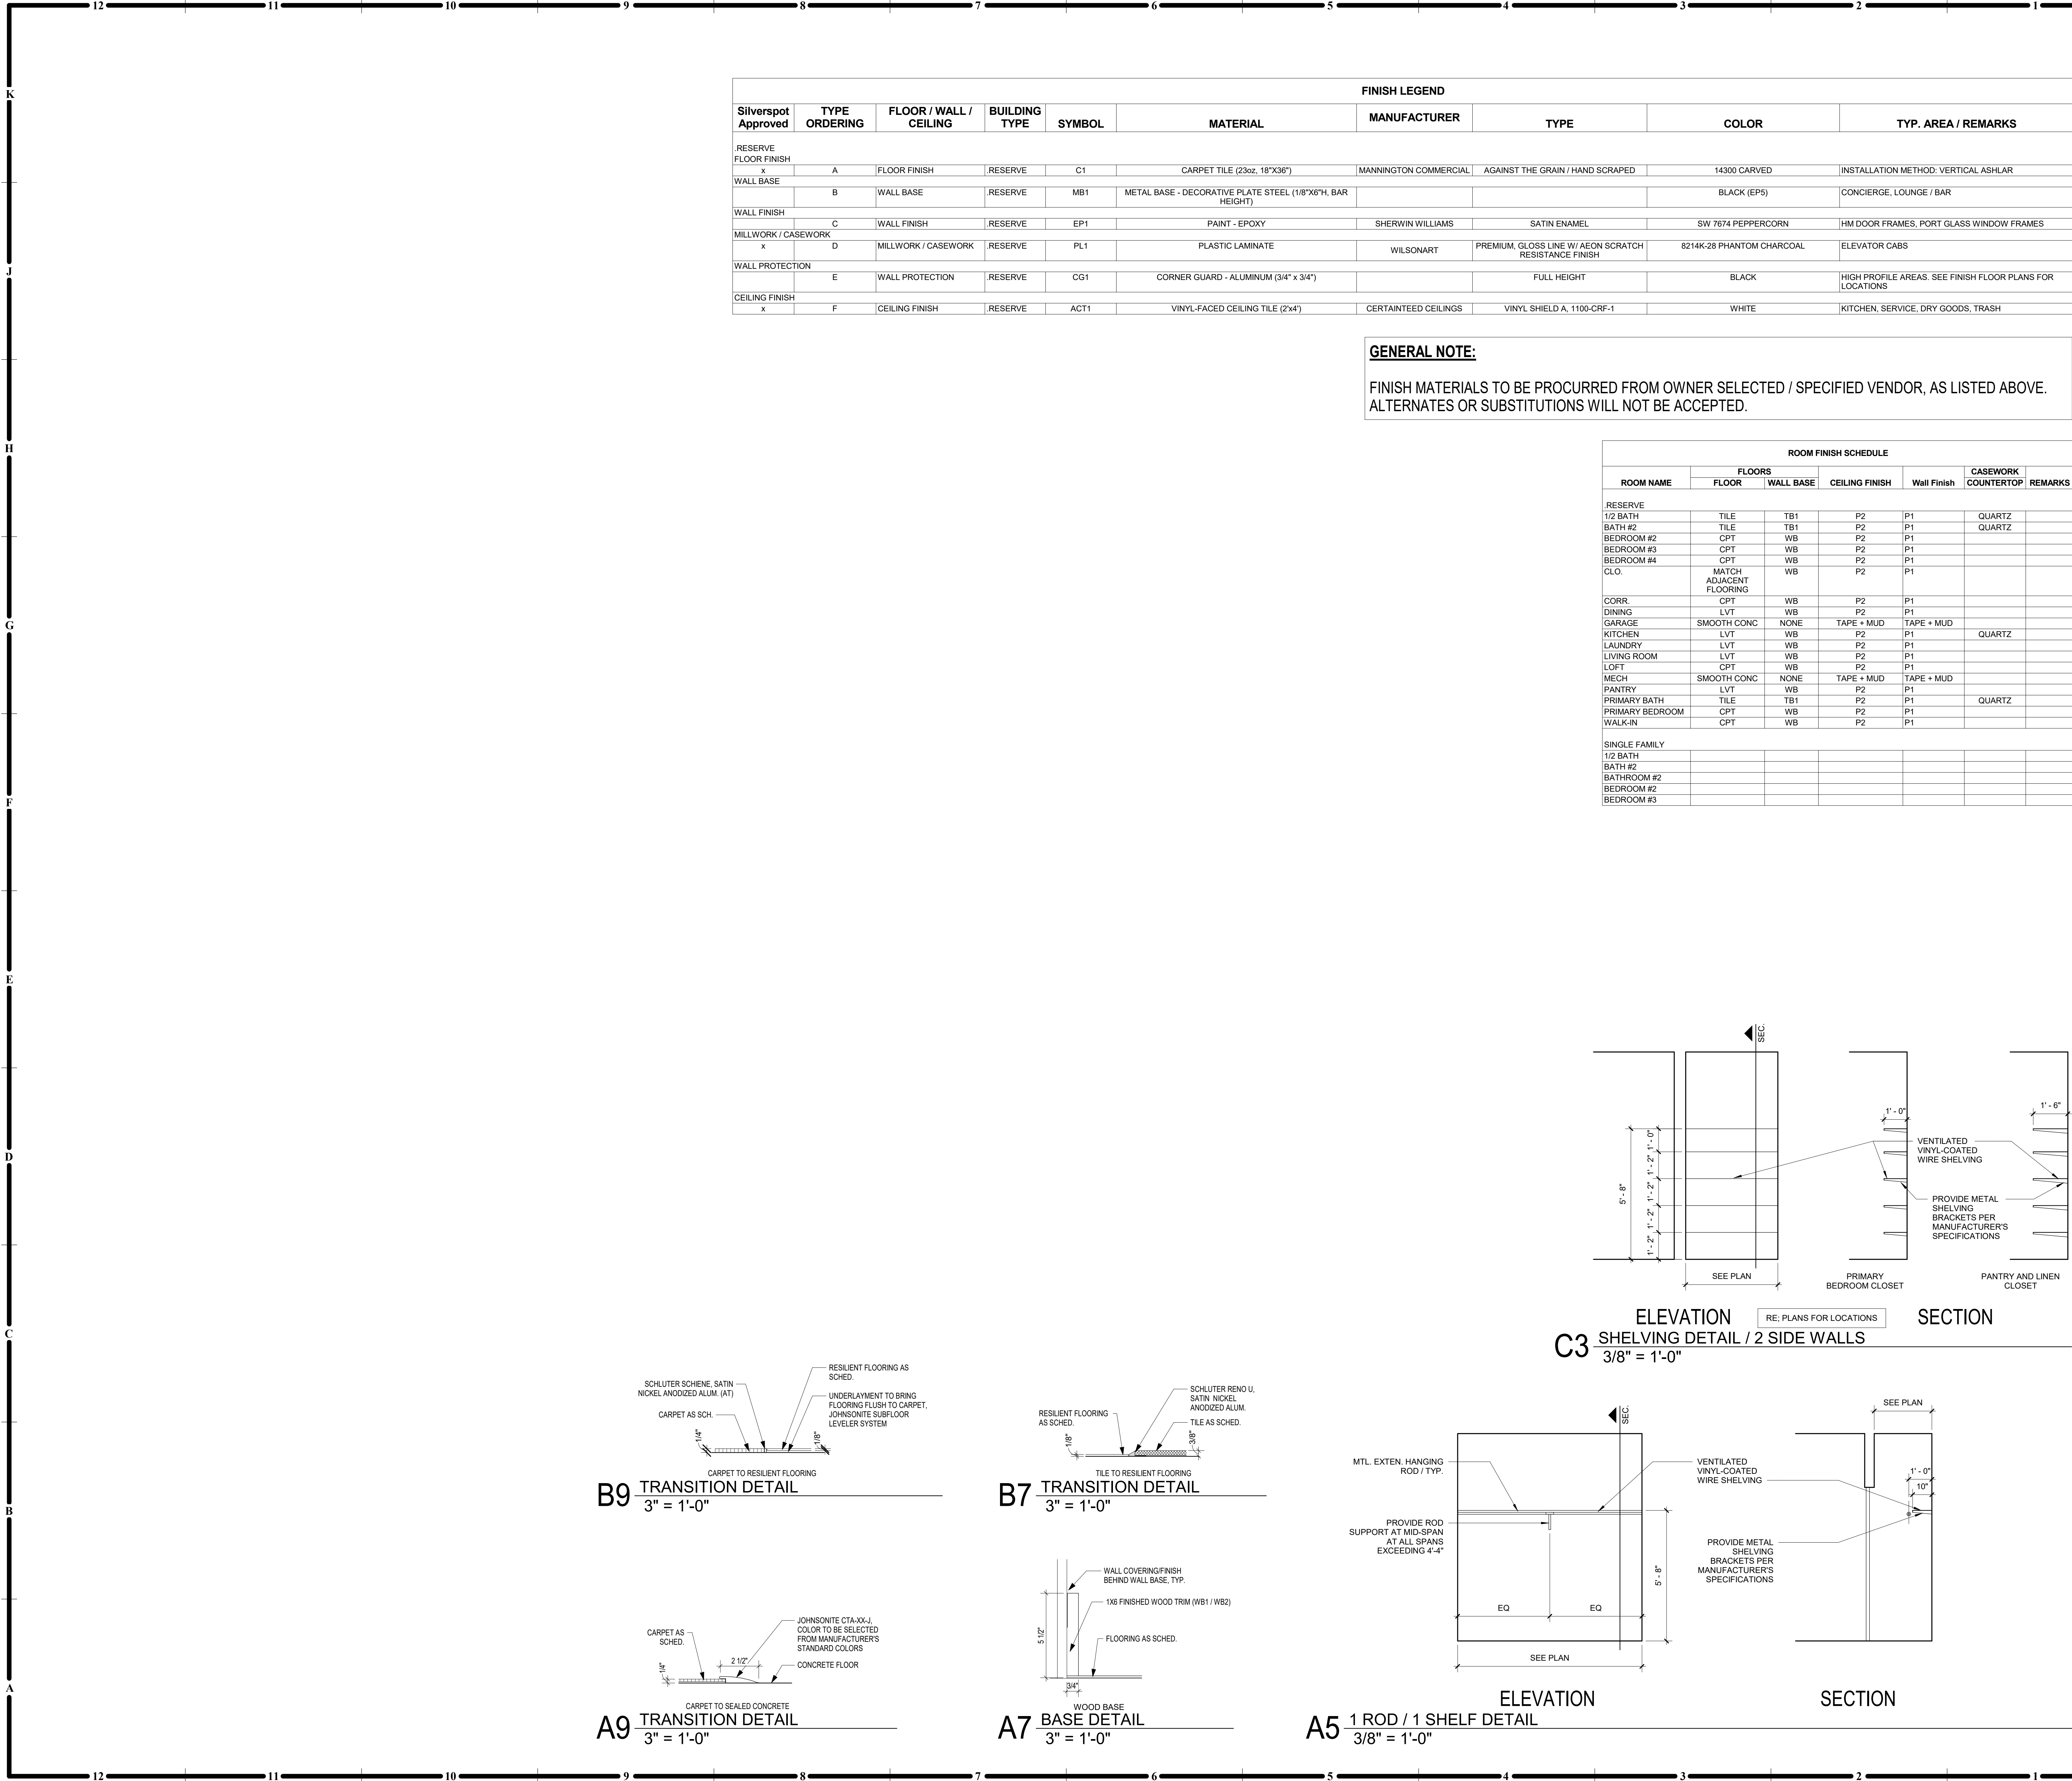 12 11 10 9 8 7 6 5 4 3 2 1
K
J
H
G
F
E
D
C
B
A
FINISH LEGEND
Silverspot Approved TYPE ORDERING FLOOR / WALL / CEILING BUILDING TYPE SYMBOL MATERIAL MANUFACTURER TYPE COLOR TYP. AREA / REMARKS
.RESERVE
FLOOR FINISH
x A FLOOR FINISH .RESERVE C1 CARPET TILE (23oz, 18"X36") MANNINGTON COMMERCIAL AGAINST THE GRAIN / HAND SCRAPED 14300 CARVED INSTALLATION METHOD: VERTICAL ASHLAR
WALL BASE
B WALL BASE .RESERVE MB1 METAL BASE - DECORATIVE PLATE STEEL (1/8"X6"H, BAR HEIGHT) BLACK (EP5) CONCIERGE, LOUNGE / BAR
WALL FINISH
C WALL FINISH .RESERVE EP1 PAINT - EPOXY SHERWIN WILLIAMS SATIN ENAMEL SW 7674 PEPPERCORN HM DOOR FRAMES, PORT GLASS WINDOW FRAMES
MILLWORK / CASEWORK
x D MILLWORK / CASEWORK .RESERVE PL1 PLASTIC LAMINATE WILSONART PREMIUM, GLOSS LINE W/ AEON SCRATCH RESISTANCE FINISH 8214K-28 PHANTOM CHARCOAL ELEVATOR CABS
WALL PROTECTION
E WALL PROTECTION .RESERVE CG1 CORNER GUARD - ALUMINUM (3/4" x 3/4") FULL HEIGHT BLACK HIGH PROFILE AREAS. SEE FINISH FLOOR PLANS FOR LOCATIONS
CEILING FINISH
x F CEILING FINISH .RESERVE ACT1 VINYL-FACED CEILING TILE (2'x4') CERTAINTEED CEILINGS VINYL SHIELD A, 1100-CRF-1 WHITE KITCHEN, SERVICE, DRY GOODS, TRASH
GENERAL NOTE:
FINISH MATERIALS TO BE PROCURRED FROM OWNER SELECTED / SPECIFIED VENDOR, AS LISTED ABOVE.
ALTERNATES OR SUBSTITUTIONS WILL NOT BE ACCEPTED.
ROOM FINISH SCHEDULE
FLOORS CASEWORK
ROOM NAME FLOOR WALL BASE CEILING FINISH Wall Finish COUNTERTOP REMARKS
.RESERVE
1/2 BATH TILE TB1 P2 P1 QUARTZ
BATH #2 TILE TB1 P2 P1 QUARTZ
BEDROOM #2 CPT WB P2 P1
BEDROOM #3 CPT WB P2 P1
BEDROOM #4 CPT WB P2 P1
CLO. MATCH ADJACENT FLOORING WB P2 P1
CORR. CPT WB P2 P1
DINING LVT WB P2 P1
GARAGE SMOOTH CONC NONE TAPE + MUD TAPE + MUD
KITCHEN LVT WB P2 P1 QUARTZ
LAUNDRY LVT WB P2 P1
LIVING ROOM LVT WB P2 P1
LOFT CPT WB P2 P1
MECH SMOOTH CONC NONE TAPE + MUD TAPE + MUD
PANTRY LVT WB P2 P1
PRIMARY BATH TILE TB1 P2 P1 QUARTZ
PRIMARY BEDROOM CPT WB P2 P1
WALK-IN CPT WB P2 P1
SINGLE FAMILY
1/2 BATH
BATH #2
BATHROOM #2
BEDROOM #2
BEDROOM #3
SEC.
5' - 8"
1' - 0"
1' - 2"
1' - 2"
1' - 2"
1' - 2"
SEE PLAN
1' - 0"
1' - 6"
VENTILATED
VINYL-COATED
WIRE SHELVING
PROVIDE METAL
SHELVING
BRACKETS PER
MANUFACTURER'S
SPECIFICATIONS
PRIMARY
BEDROOM CLOSET
PANTRY AND LINEN
CLOSET
ELEVATION
RE; PLANS FOR LOCATIONS
SECTION
C3 SHELVING DETAIL / 2 SIDE WALLS
3/8" = 1'-0"
SCHLUTER SCHIENE, SATIN
NICKEL ANODIZED ALUM. (AT)
CARPET AS SCH.
RESILIENT FLOORING AS
SCHED.
UNDERLAYMENT TO BRING
FLOORING FLUSH TO CARPET,
JOHNSONITE SUBFLOOR
LEVELER SYSTEM
1/4"
1/8"
CARPET TO RESILIENT FLOORING
B9 TRANSITION DETAIL
3" = 1'-0"
RESILIENT FLOORING
AS SCHED.
SCHLUTER RENO U,
SATIN NICKEL
ANODIZED ALUM.
TILE AS SCHED.
1/8"
3/8"
TILE TO RESILIENT FLOORING
B7 TRANSITION DETAIL
3" = 1'-0"
CARPET AS
SCHED.
JOHNSONITE CTA-XX-J,
COLOR TO BE SELECTED
FROM MANUFACTURER'S
STANDARD COLORS
CONCRETE FLOOR
1/4"
2 1/2"
CARPET TO SEALED CONCRETE
A9 TRANSITION DETAIL
3" = 1'-0"
WALL COVERING/FINISH
BEHIND WALL BASE, TYP.
1X6 FINISHED WOOD TRIM (WB1 / WB2)
FLOORING AS SCHED.
5 1/2"
3/4"
WOOD BASE
A7 BASE DETAIL
3" = 1'-0"
SEC.
MTL. EXTEN. HANGING
ROD / TYP.
PROVIDE ROD
SUPPORT AT MID-SPAN
AT ALL SPANS
EXCEEDING 4'-4"
EQ EQ
SEE PLAN
5' - 8"
VENTILATED
VINYL-COATED
WIRE SHELVING
PROVIDE METAL
SHELVING
BRACKETS PER
MANUFACTURER'S
SPECIFICATIONS
SEE PLAN
1' - 0"
10"
ELEVATION
SECTION
A5 1 ROD / 1 SHELF DETAIL
3/8" = 1'-0"
12 11 10 9 8 7 6 5 4 3 2 1